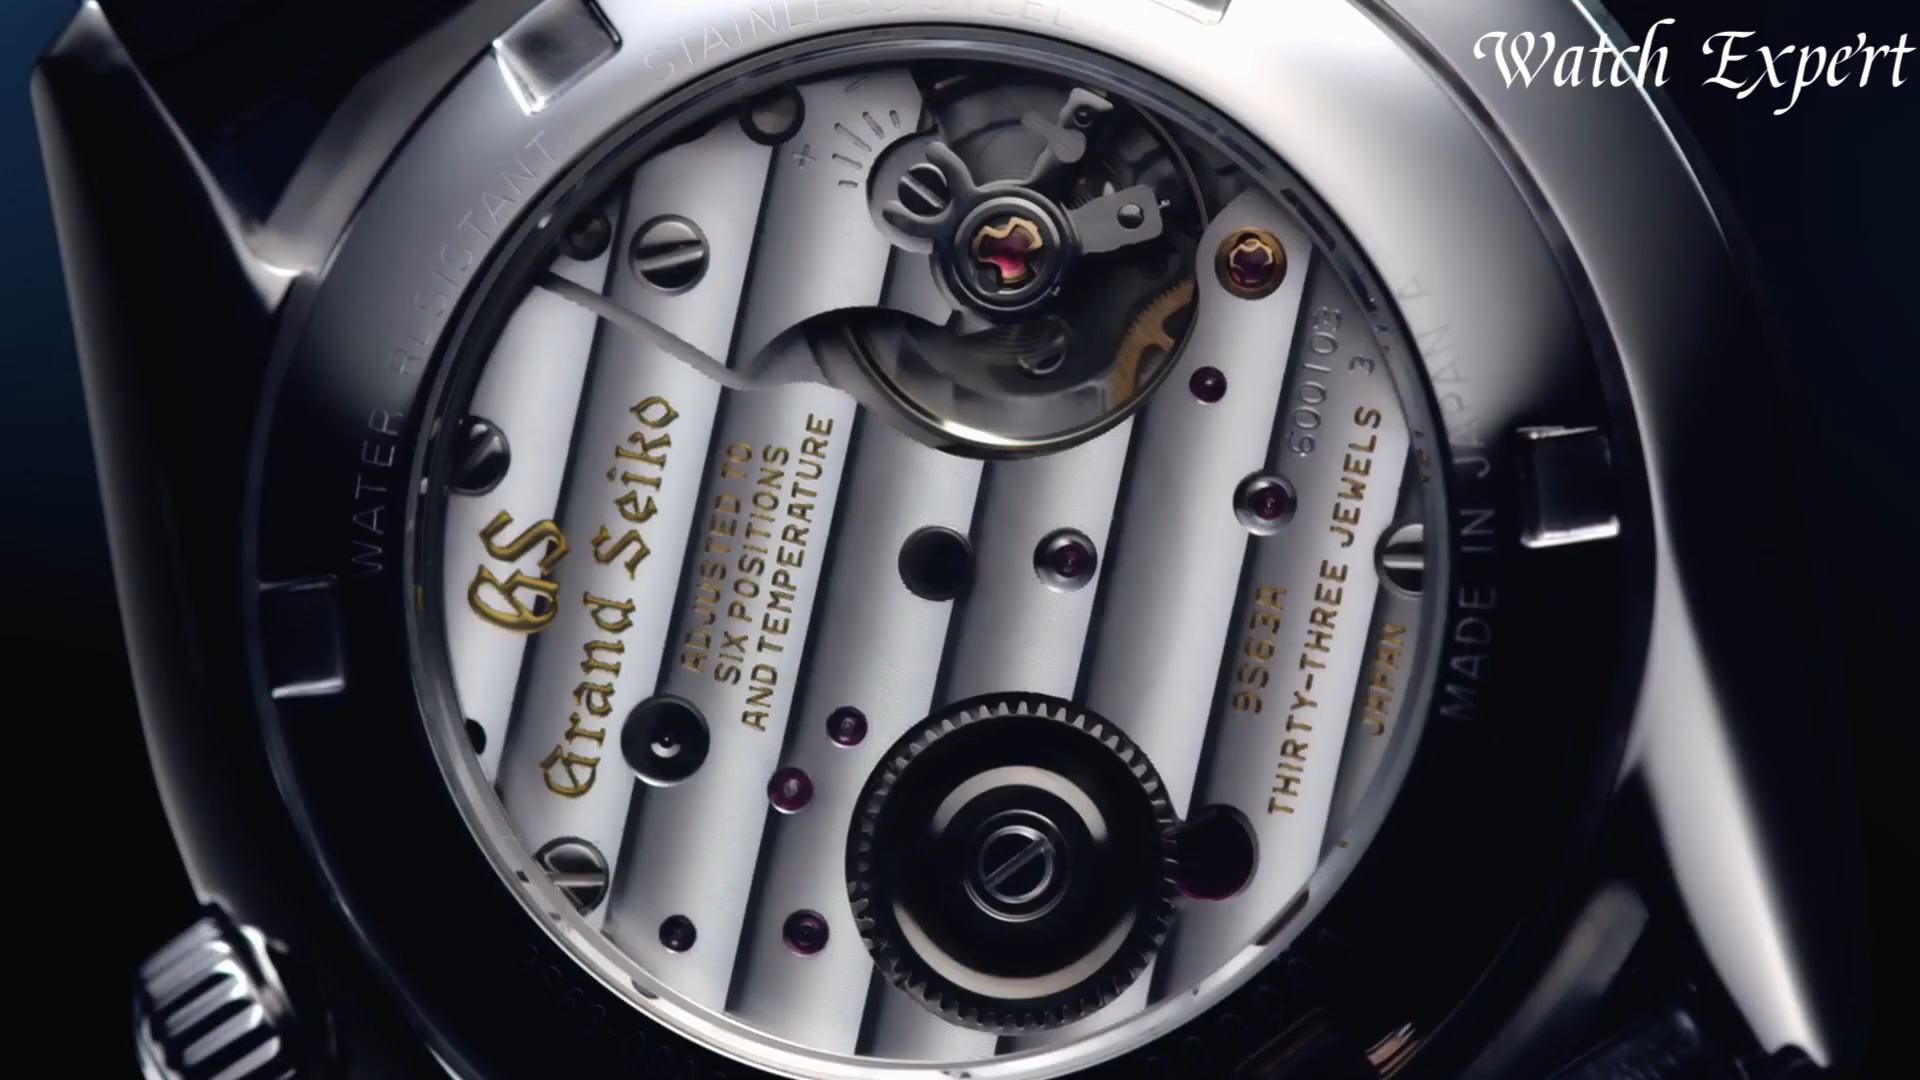 Watch Expert
STAINLESS STEEL
WATER RESISTANT
+
-
GS
Grand Seiko
ADJUSTED TO
SIX POSITIONS
AND TEMPERATURE
600103
3
9S63A
THIRTY-THREE JEWELS
JAPAN
MADE IN JAPAN A